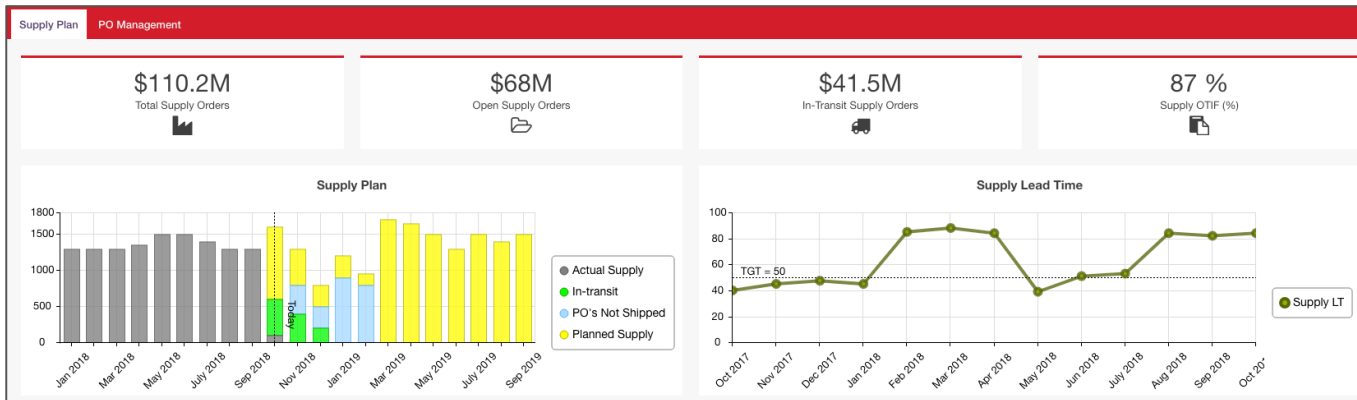 Supply Plan PO Management
$110.2M
Total Supply Orders
$68M
Open Supply Orders
$41.5M
In-Transit Supply Orders
87 %
Supply OTIF (%)
Supply Plan
1800
1500
1000
500
0
Today
Jan 2018
Mar 2018
May 2018
July 2018
Sep 2018
Nov 2018
Jan 2019
Mar 2019
May 2019
July 2019
Sep 2019
Actual Supply
In-transit
PO's Not Shipped
Planned Supply
Supply Lead Time
100
80
60
40
20
0
TGT = 50
Oct 2017
Nov 2017
Dec 2017
Jan 2018
Feb 2018
Mar 2018
Apr 2018
May 2018
Jun 2018
July 2018
Aug 2018
Sep 2018
Oct 20
Supply LT